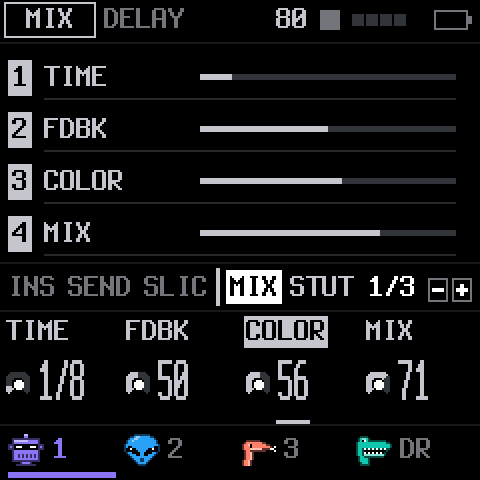 MIX DELAY 80
1 TIME
2 FDBK
3 COLOR
4 MIX
INS SEND SLIC MIX STUT 1/3 - +
TIME FDBK COLOR MIX
1/8 50 56 71
1 2 3 DR